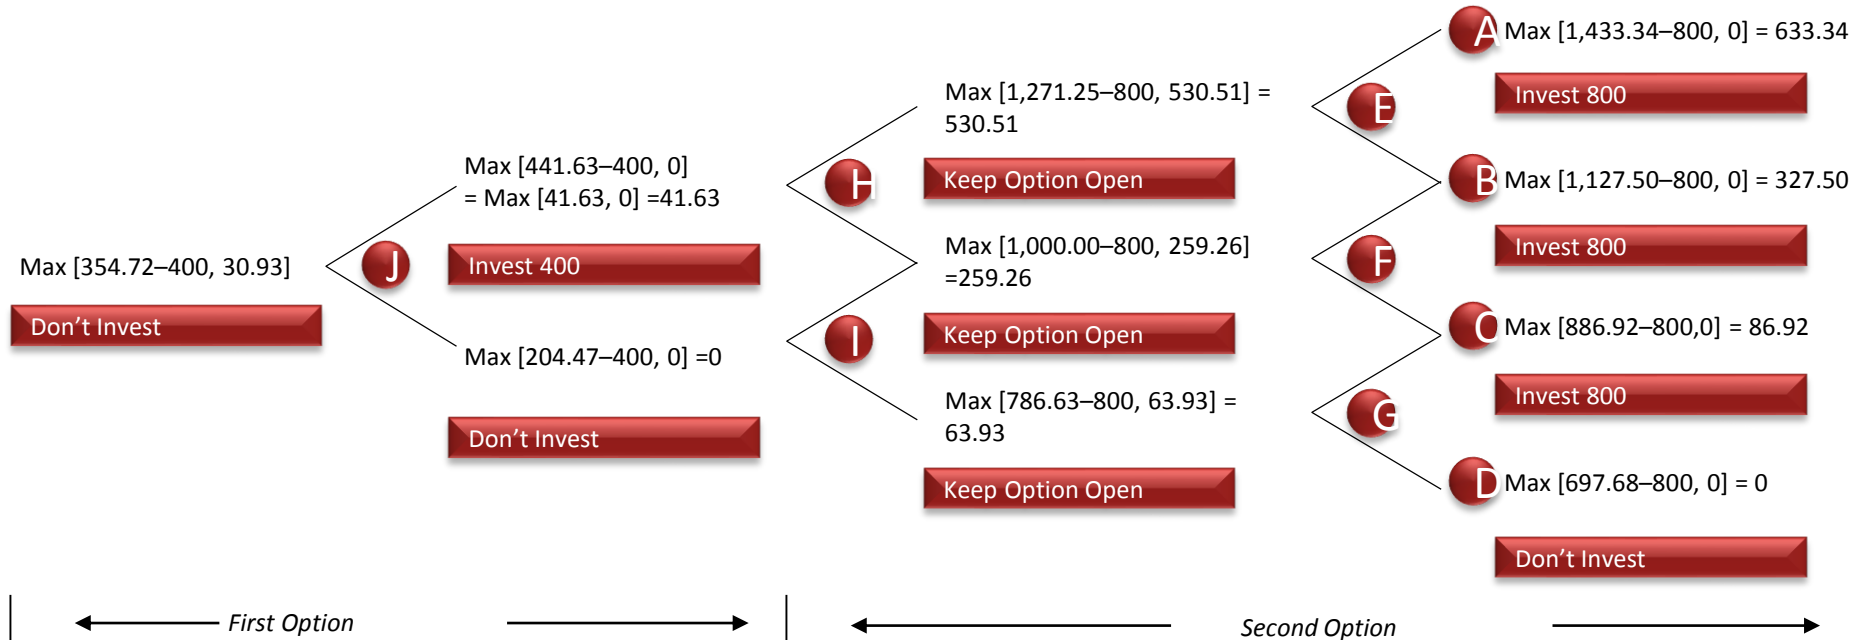 Max [354.72–400, 30.93]
Don't Invest
J
Max [441.63–400, 0]
= Max [41.63, 0] =41.63
Invest 400
Max [204.47–400, 0] =0
Don't Invest
H
I
Max [1,271.25–800, 530.51] =
530.51
Keep Option Open
Max [1,000.00–800, 259.26]
=259.26
Keep Option Open
Max [786.63–800, 63.93] =
63.93
Keep Option Open
E
F
G
A Max [1,433.34–800, 0] = 633.34
Invest 800
B Max [1,127.50–800, 0] = 327.50
Invest 800
C Max [886.92–800,0] = 86.92
Invest 800
D Max [697.68–800, 0] = 0
Don't Invest
First Option
Second Option